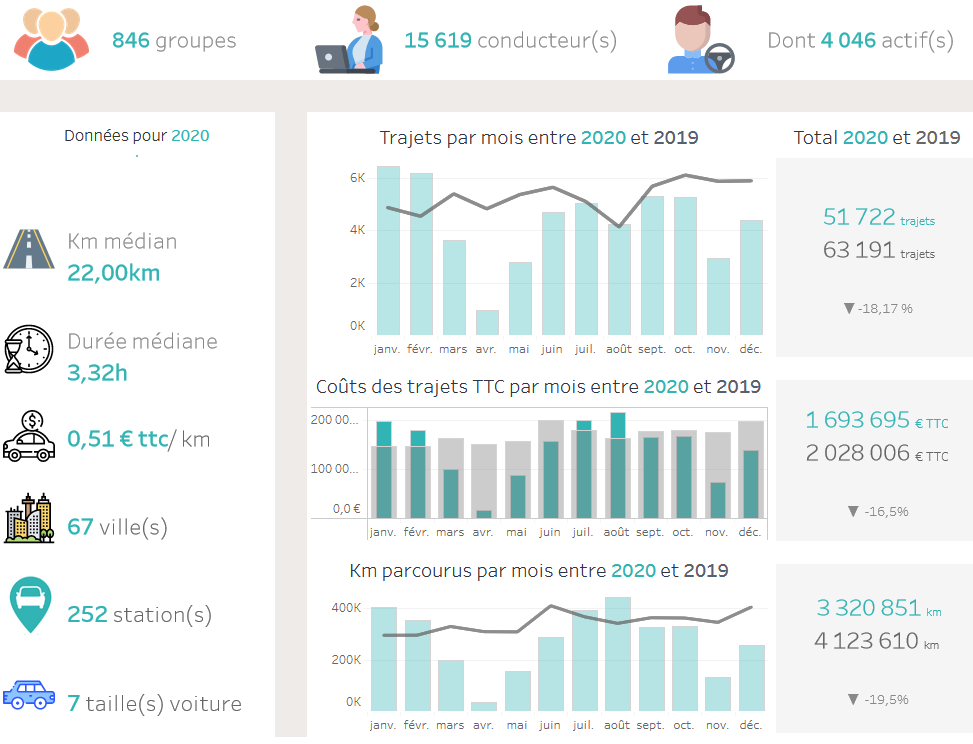 846 groupes
15 619 conducteur(s)
Dont 4 046 actif(s)
Données pour 2020
Km médian
22,00km
Durée médiane
3,32h
0,51 € ttc/ km
67 ville(s)
252 station(s)
7 taille(s) voiture
Trajets par mois entre 2020 et 2019
6K
4K
2K
0K
janv. févr. mars avr. mai juin juil. août sept. oct. nov. déc.
Total 2020 et 2019
51 722 trajets
63 191 trajets
▼ -18,17 %
Coûts des trajets TTC par mois entre 2020 et 2019
200 00...
100 00...
0,0 €
janv. févr. mars avr. mai juin juil. août sept. oct. nov. déc.
1 693 695 € TTC
2 028 006 € TTC
▼ -16,5%
Km parcourus par mois entre 2020 et 2019
400K
200K
0K
janv. févr. mars avr. mai juin juil. août sept. oct. nov. déc.
3 320 851 km
4 123 610 km
▼ -19,5%